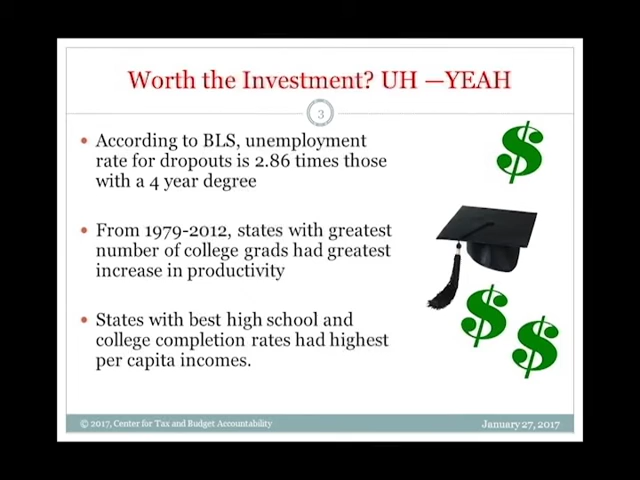 Worth the Investment? UH —YEAH
3
• According to BLS, unemployment
rate for dropouts is 2.86 times those
with a 4 year degree
• From 1979-2012, states with greatest
number of college grads had greatest
increase in productivity
• States with best high school and
college completion rates had highest
per capita incomes.
$
$
$
© 2017, Center for Tax and Budget Accountability
January 27, 2017